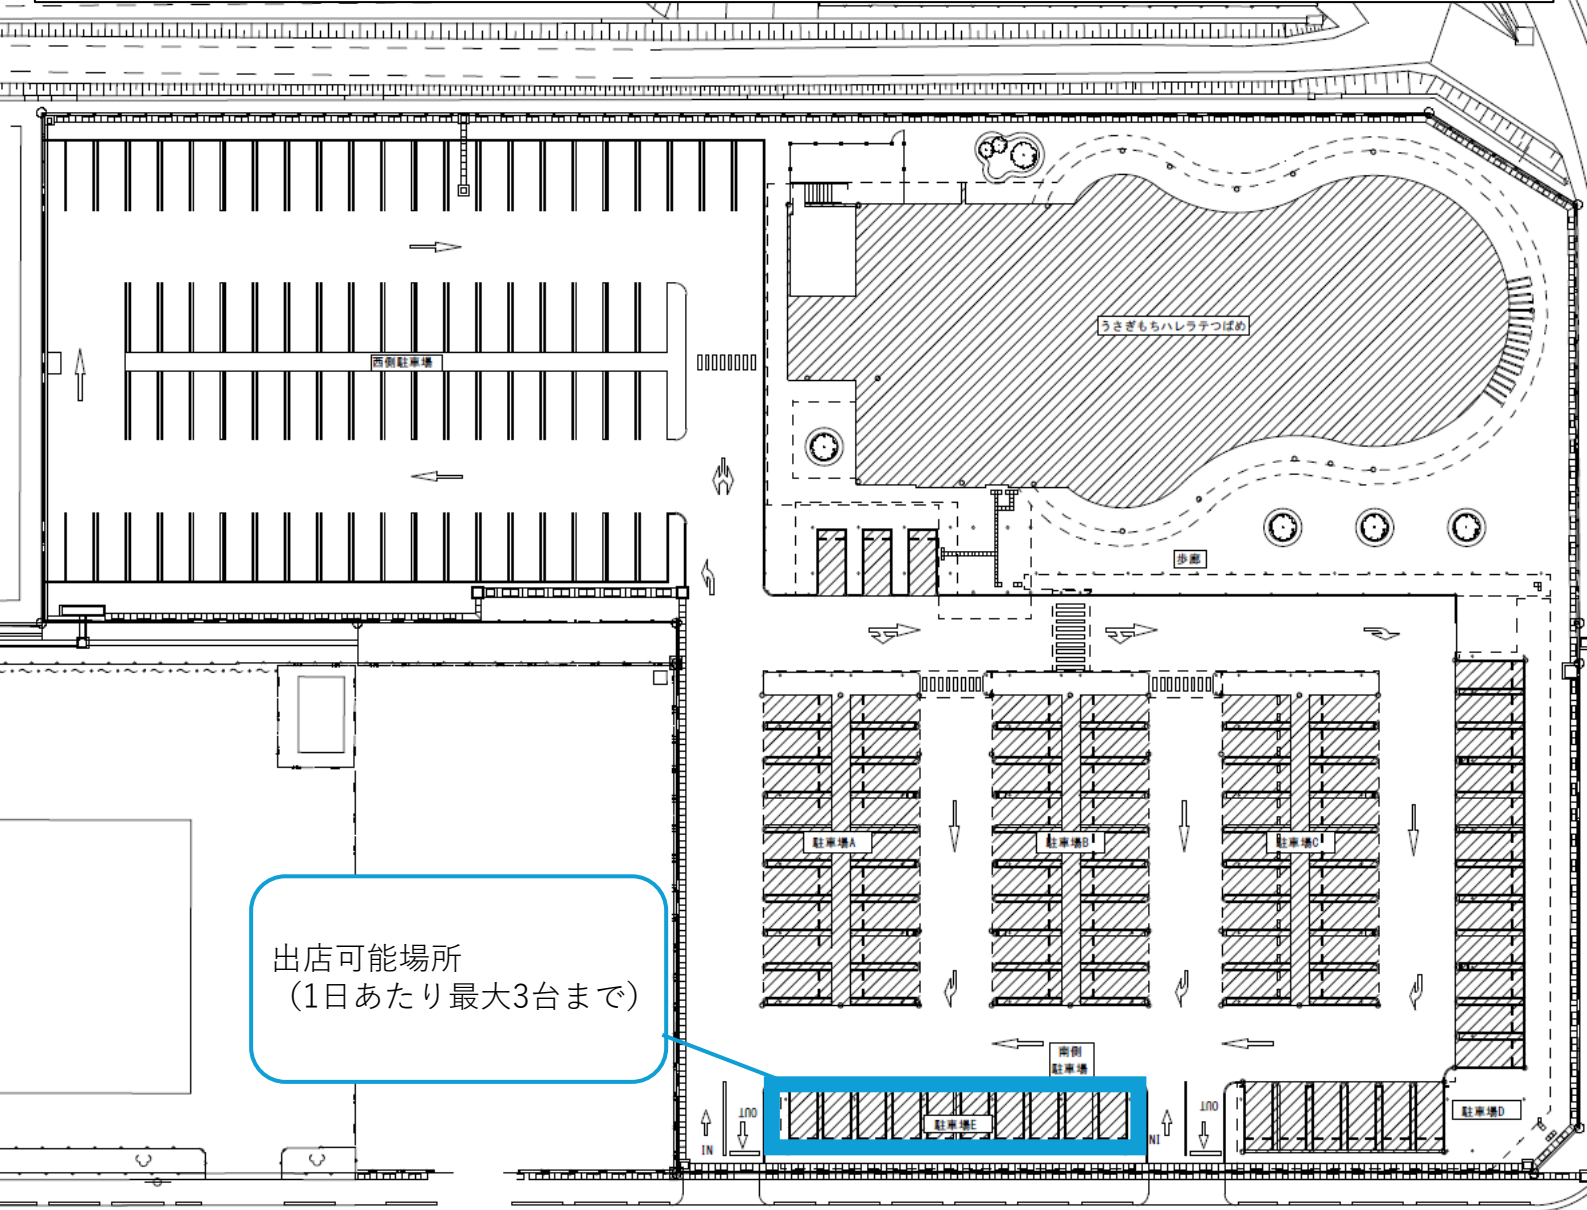 うさぎもちハレラテつばめ
西側駐車場
歩廊
駐車場A
駐車場B
駐車場C
出店可能場所
（1日あたり最大3台まで）
南側
駐車場
駐車場E
駐車場D
IN
OUT
IN
OUT